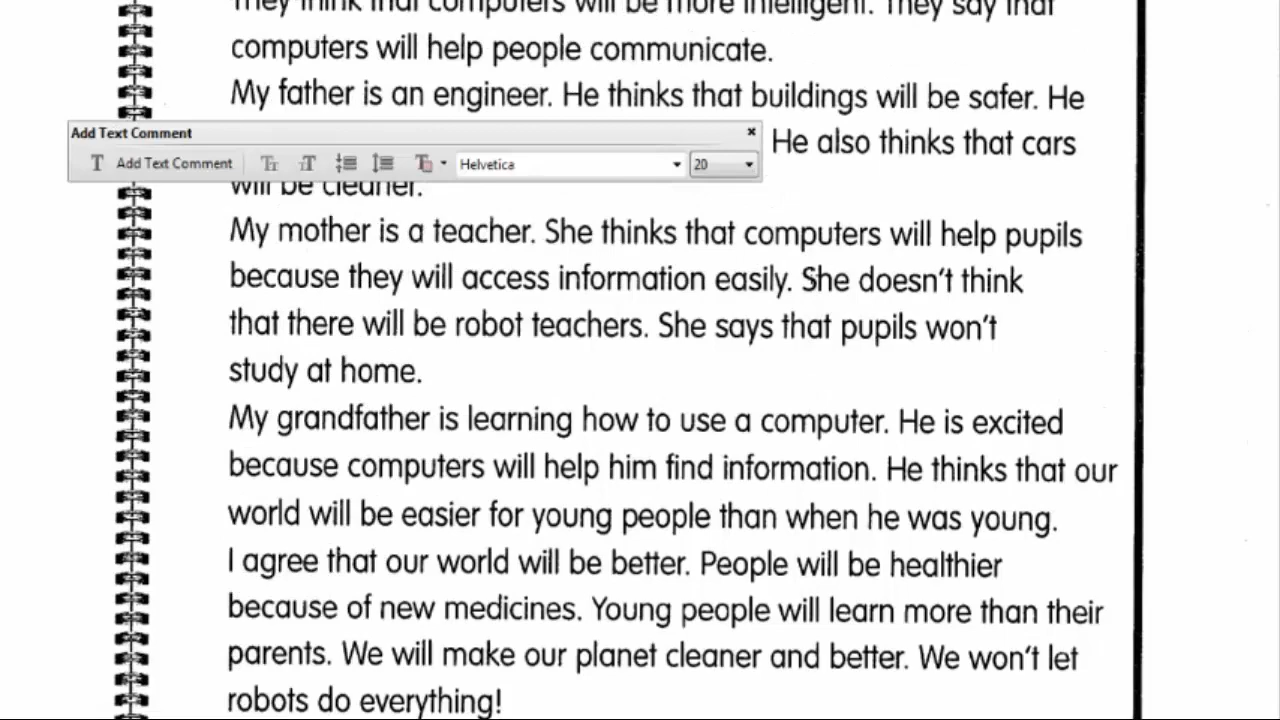 They think that computers will be more intelligent. They say that
computers will help people communicate.
My father is an engineer. He thinks that buildings will be safer. He
Add Text Comment
He also thinks that cars
Add Text Comment Helvetica 20
will be cleaner.
My mother is a teacher. She thinks that computers will help pupils
because they will access information easily. She doesn't think
that there will be robot teachers. She says that pupils won't
study at home.
My grandfather is learning how to use a computer. He is excited
because computers will help him find information. He thinks that our
world will be easier for young people than when he was young.
I agree that our world will be better. People will be healthier
because of new medicines. Young people will learn more than their
parents. We will make our planet cleaner and better. We won't let
robots do everything!